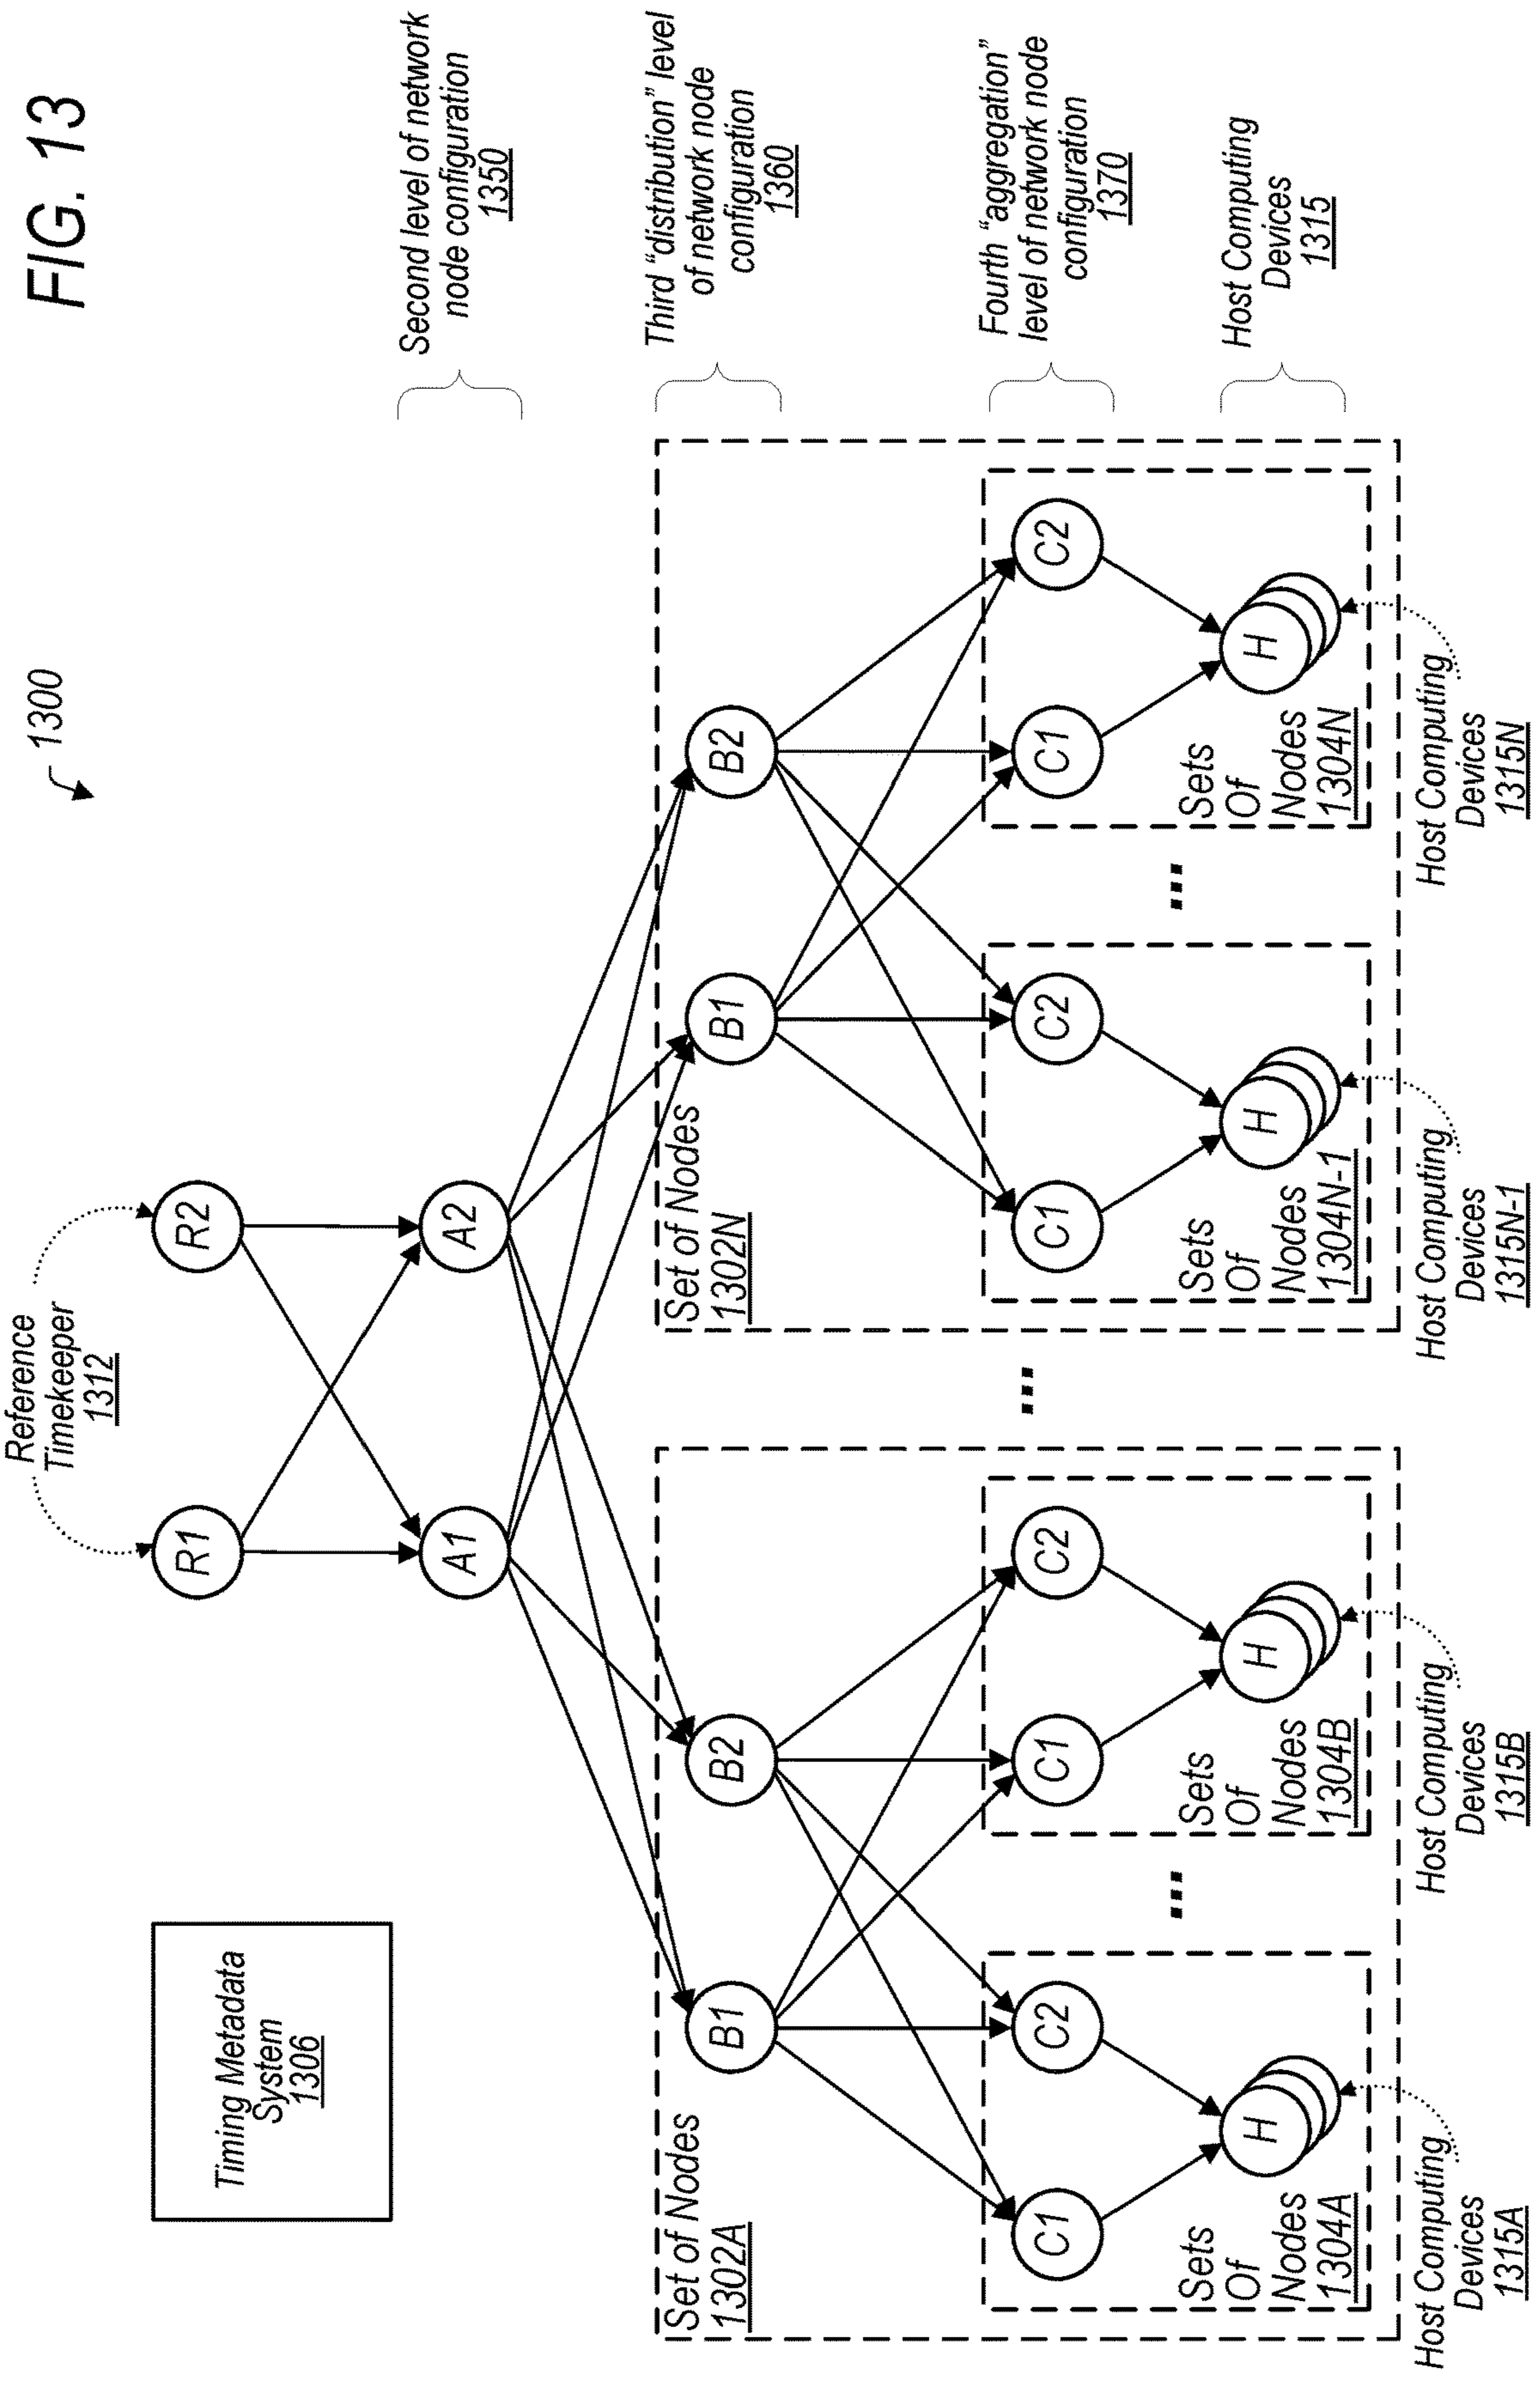 FIG. 13
1300
Reference
Timekeeper
1312
R1
R2
Timing Metadata
System
1306
A1
A2
Second level of network
node configuration
1350
Set of Nodes
1302A
B1
B2
Set of Nodes
1302N
B1
B2
Third "distribution" level
of network node
configuration
1360
C1
C2
C1
C2
C1
C2
C1
C2
Fourth "aggregation"
level of network node
configuration
1370
...
...
...
Sets
Of
Nodes
1304A
H
Sets
Of
Nodes
1304B
H
Sets
Of
Nodes
1304N-1
H
Sets
Of
Nodes
1304N
H
Host Computing
Devices
1315
Host Computing
Devices
1315A
Host Computing
Devices
1315B
Host Computing
Devices
1315N-1
Host Computing
Devices
1315N